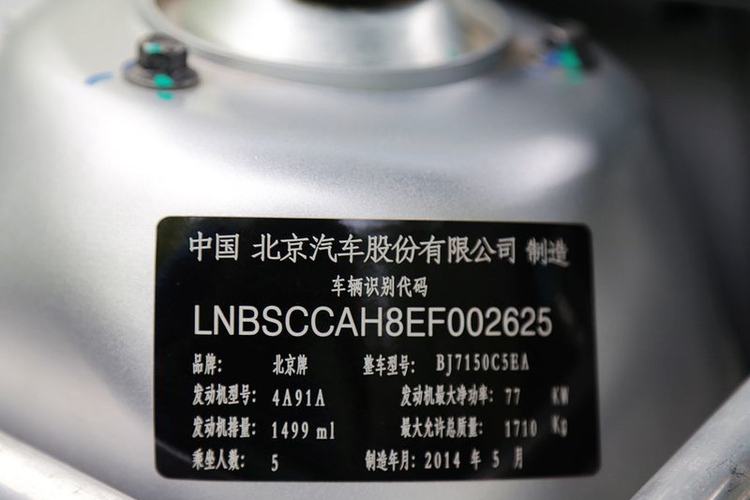 中国 北京汽车股份有限公司 制造
车辆识别代码
LNBSCCAH8EF002625
品牌: 北京牌 整车型号: BJ7150C5EA
发动机型号: 4A91A 发动机最大净功率: 77 KW
发动机排量: 1499 ml 最大允许总质量: 1710 Kg
乘坐人数: 5 制造年月: 2014 年 5 月